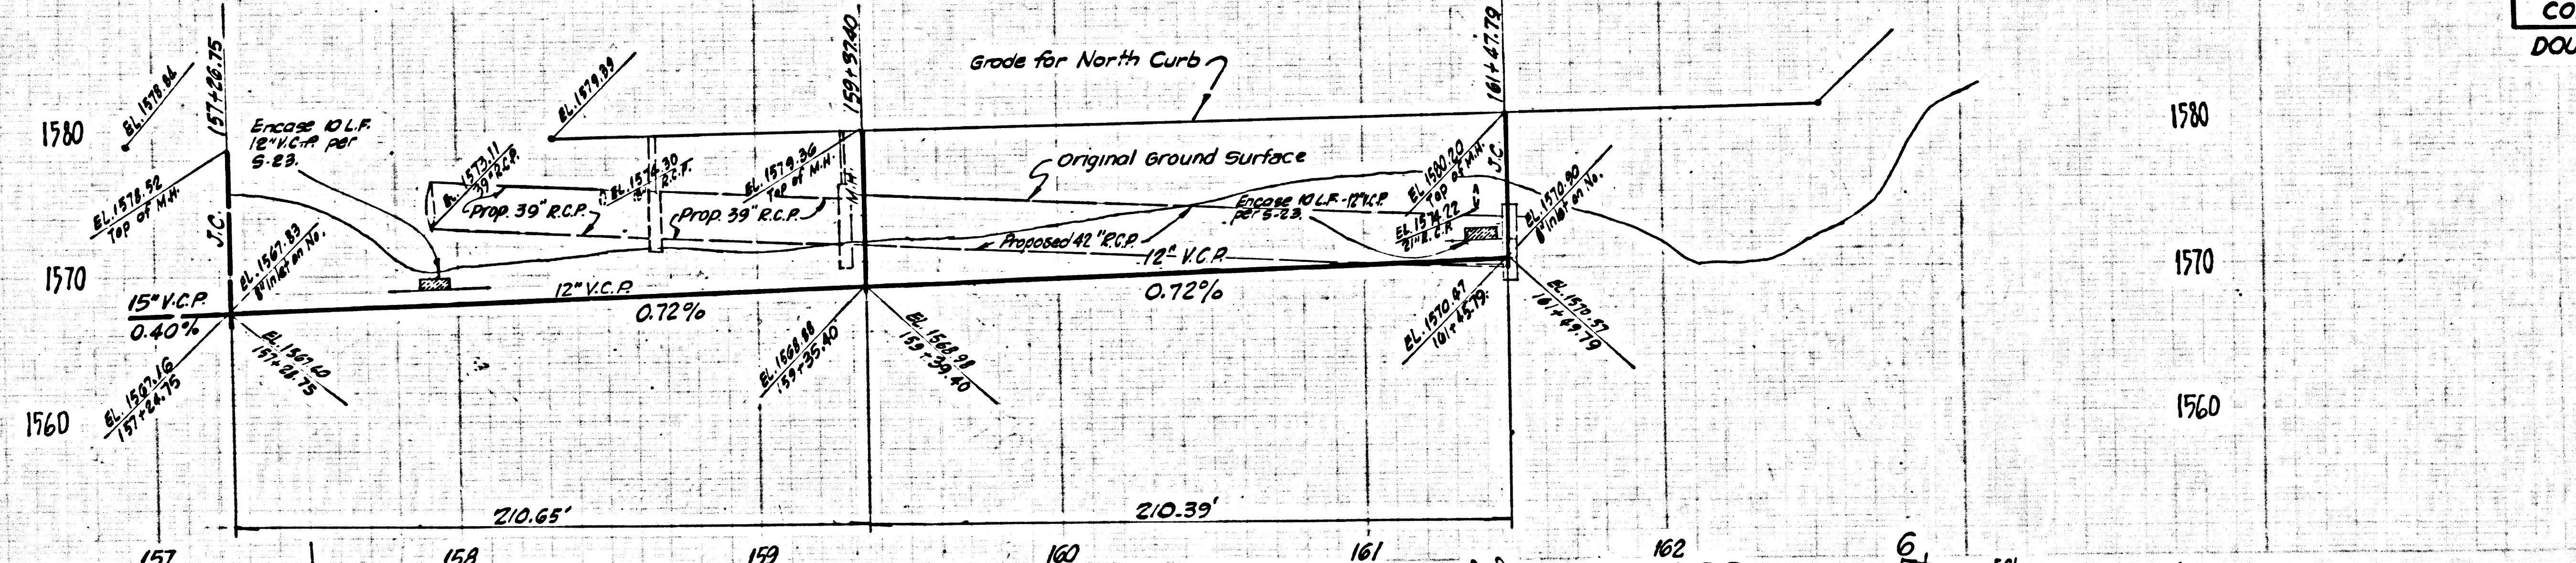 CO
DOU
157+26.75
159+37.40
161+47.79
Grade for North Curb
EL. 1578.84
EL. 1579.39
1580
1580
Encase 10 L.F.
12" V.C.P. per
S-23.
EL. 1573.11
39" R.C.P.
EL. 1574.30
R.C.P.
EL. 1579.36
Top of M.H.
Original Ground Surface
EL. 1580.20
Top of M.H.
J.C.
EL. 1578.52
Top of M.H.
J.C.
Prop. 39" R.C.P.
Prop. 39" R.C.P.
M.H.
Encase 10 L.F.-12" V.C.P.
per S-23.
EL. 1574.22
21" R.C.P.
EL. 1570.90
8" Inlet on No.
EL. 1567.83
8" Inlet on No.
Proposed 42" R.C.P.
1570
12" V.C.P.
12" V.C.P.
1570
15" V.C.P.
0.40%
0.72%
0.72%
EL. 1567.16
157+24.75
EL. 1567.60
157+28.75
EL. 1568.88
159+35.40
EL. 1568.98
159+39.40
EL. 1570.47
161+45.79
EL. 1570.57
161+49.79
1560
1560
210.65'
210.39'
157
158
159
160
161
162
6